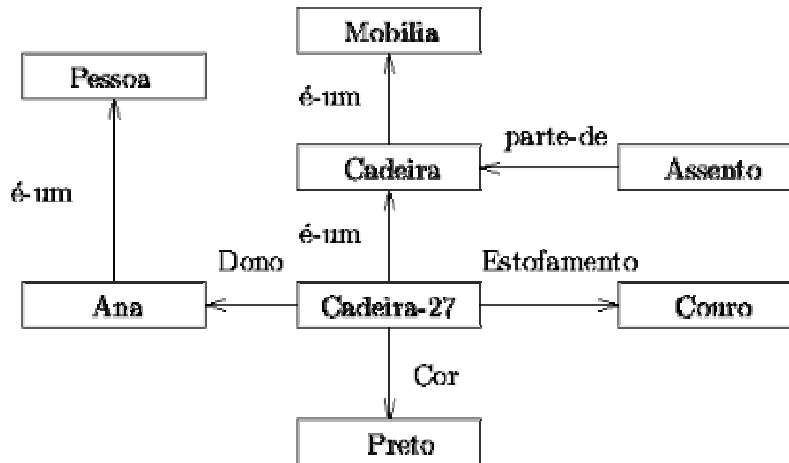 Mobília
Pessoa
é-um
parte-de
Cadeira
Assento
é-um
é-um
Dono
Estofamento
Ana
Cadeira-27
Couro
Cor
Preto